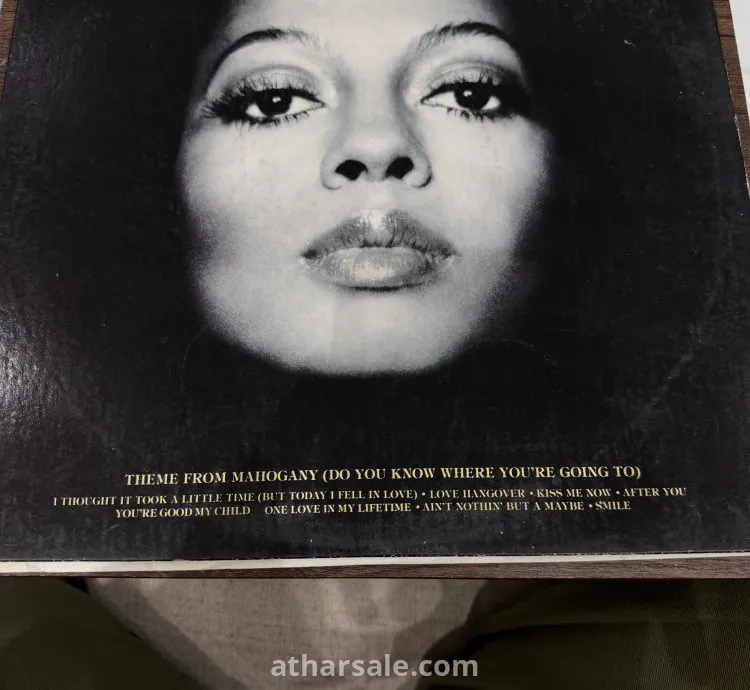 THEME FROM MAHOGANY (DO YOU KNOW WHERE YOU'RE GOING TO)
I THOUGHT IT TOOK A LITTLE TIME (BUT TODAY I FELL IN LOVE) • LOVE HANGOVER • KISS ME NOW • AFTER YOU
YOU'RE GOOD MY CHILD ONE LOVE IN MY LIFETIME • AIN'T NOTHIN' BUT A MAYBE • SMILE
atharsale.com